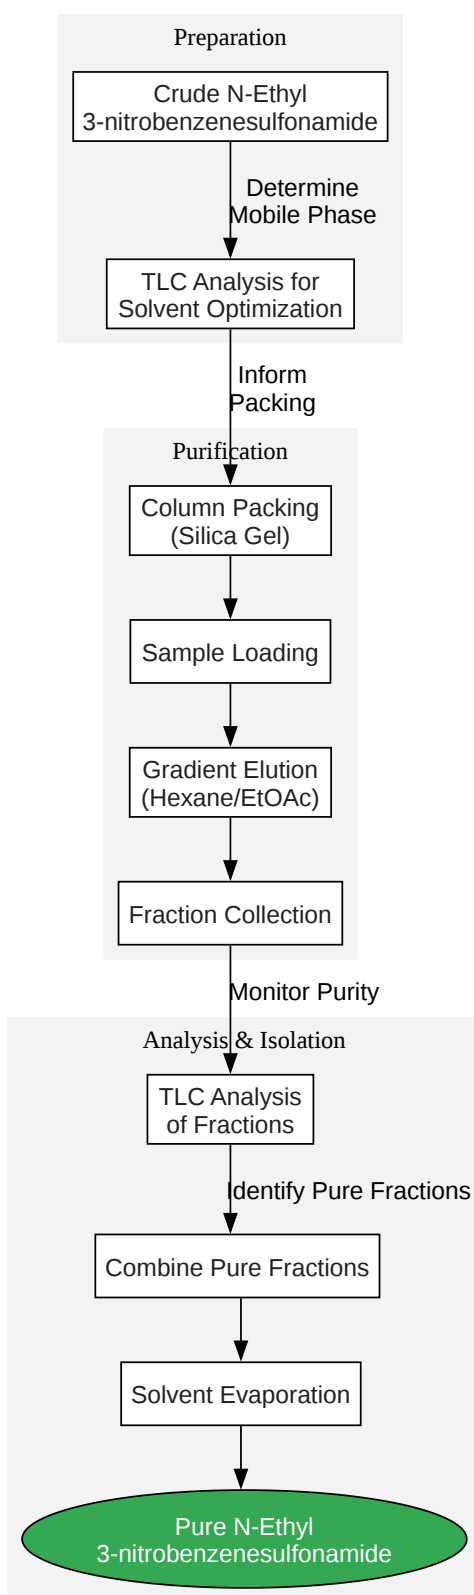 Preparation
Crude N-Ethyl
3-nitrobenzenesulfonamide
Determine
Mobile Phase
TLC Analysis for
Solvent Optimization
Inform
Packing
Purification
Column Packing
(Silica Gel)
Sample Loading
Gradient Elution
(Hexane/EtOAc)
Fraction Collection
Monitor Purity
Analysis & Isolation
TLC Analysis
of Fractions
Identify Pure Fractions
Combine Pure Fractions
Solvent Evaporation
Pure N-Ethyl
3-nitrobenzenesulfonamide